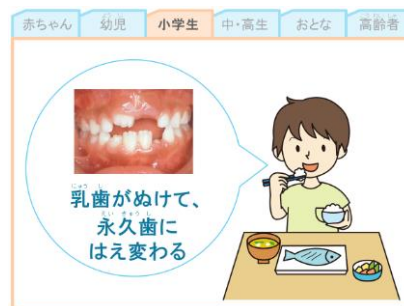 赤ちゃん 幼児 小学生 中・高生 おとな 高齢者
乳歯がぬけて、
永久歯に
はえ変わる